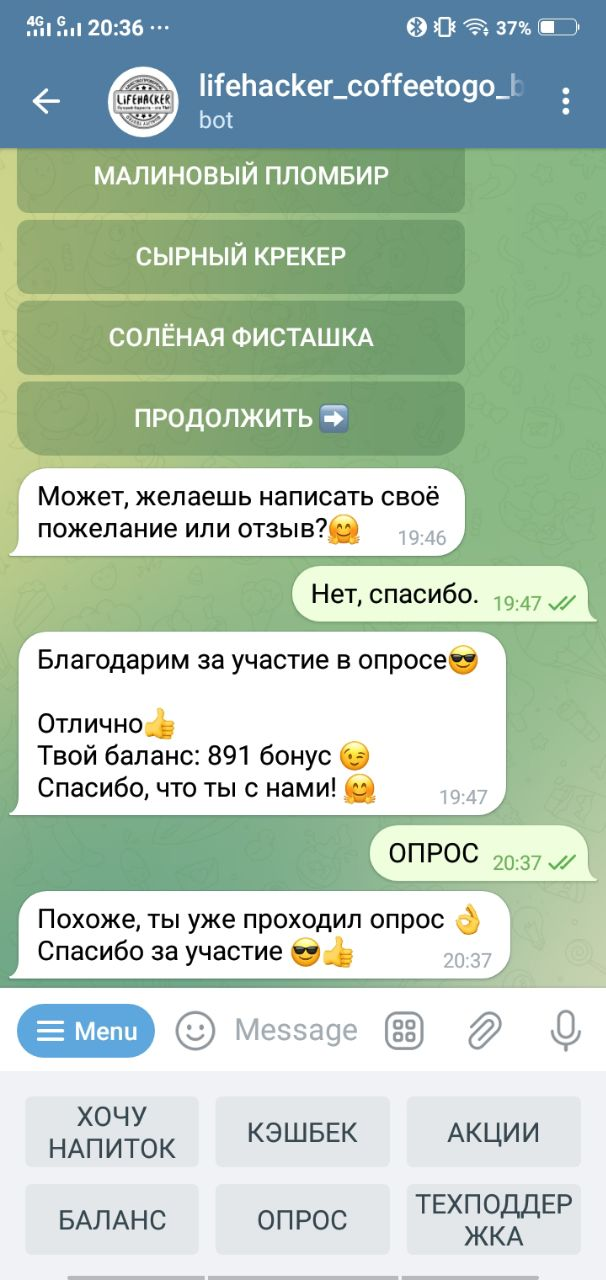 4G G 20:36 ··· 37%
lifehacker_coffeetogo_b
bot
LIFEHACKER
МАЛИНОВЫЙ ПЛОМБИР
СЫРНЫЙ КРЕКЕР
СОЛЁНАЯ ФИСТАШКА
ПРОДОЛЖИТЬ ➡️
Может, желаешь написать своё
пожелание или отзыв?🤗 19:46
Нет, спасибо. 19:47
Благодарим за участие в опросе😎
Отлично👍
Твой баланс: 891 бонус 😉
Спасибо, что ты с нами! 🤗 19:47
ОПРОС 20:37
Похоже, ты уже проходил опрос 👌
Спасибо за участие 😎👍 20:37
Menu Message
ХОЧУ
НАПИТОК
КЭШБЕК
АКЦИИ
БАЛАНС
ОПРОС
ТЕХПОДДЕР
ЖКА